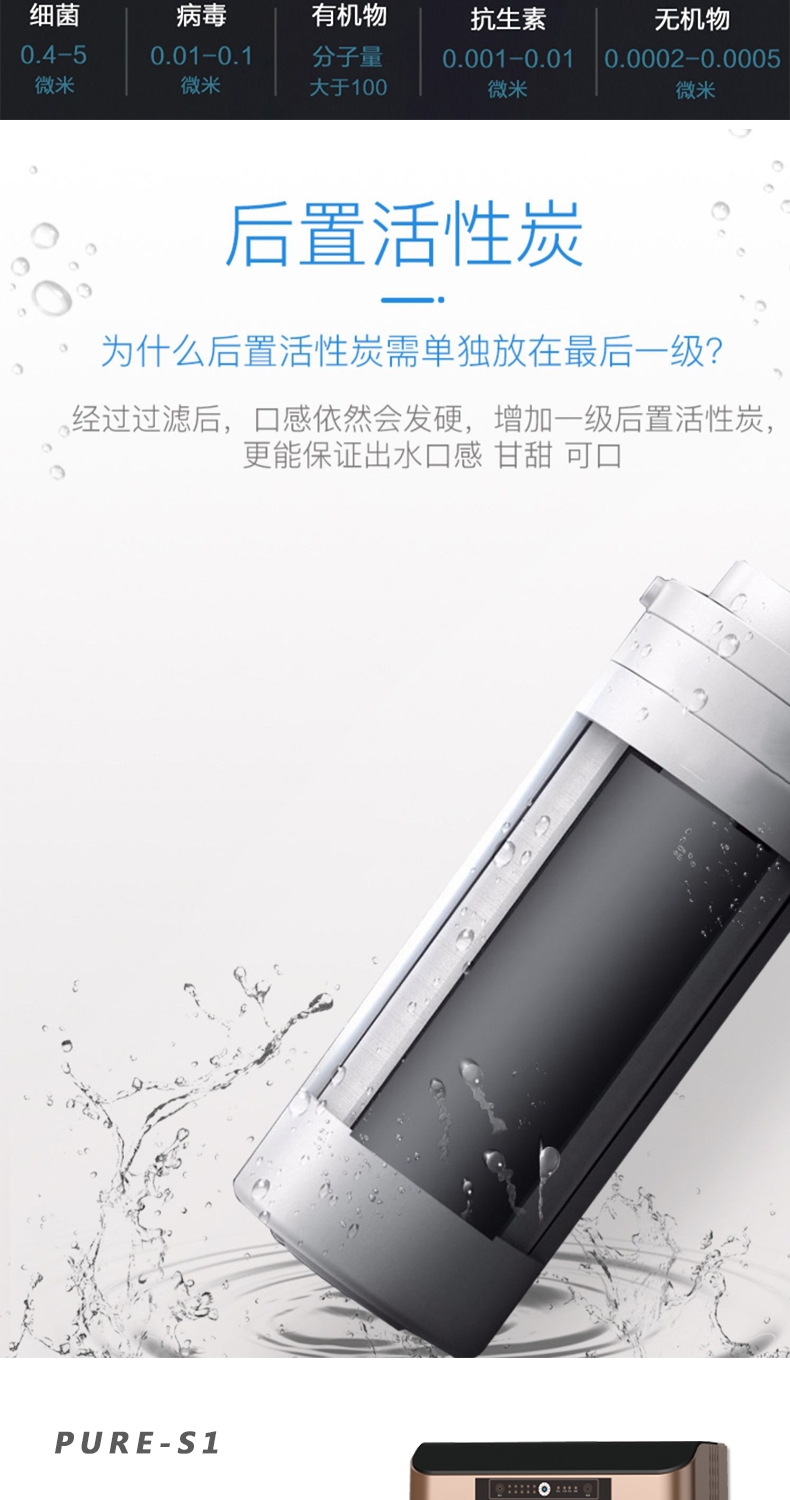 细菌 病毒 有机物 抗生素 无机物
0.4-5 0.01-0.1 分子量 0.001-0.01 0.0002-0.0005
微米 微米 大于100 微米 微米
后置活性炭
为什么后置活性炭需单独放在最后一级?
经过过滤后，口感依然会发硬，增加一级后置活性炭，
更能保证出水口感 甘甜 可口
PURE-S1